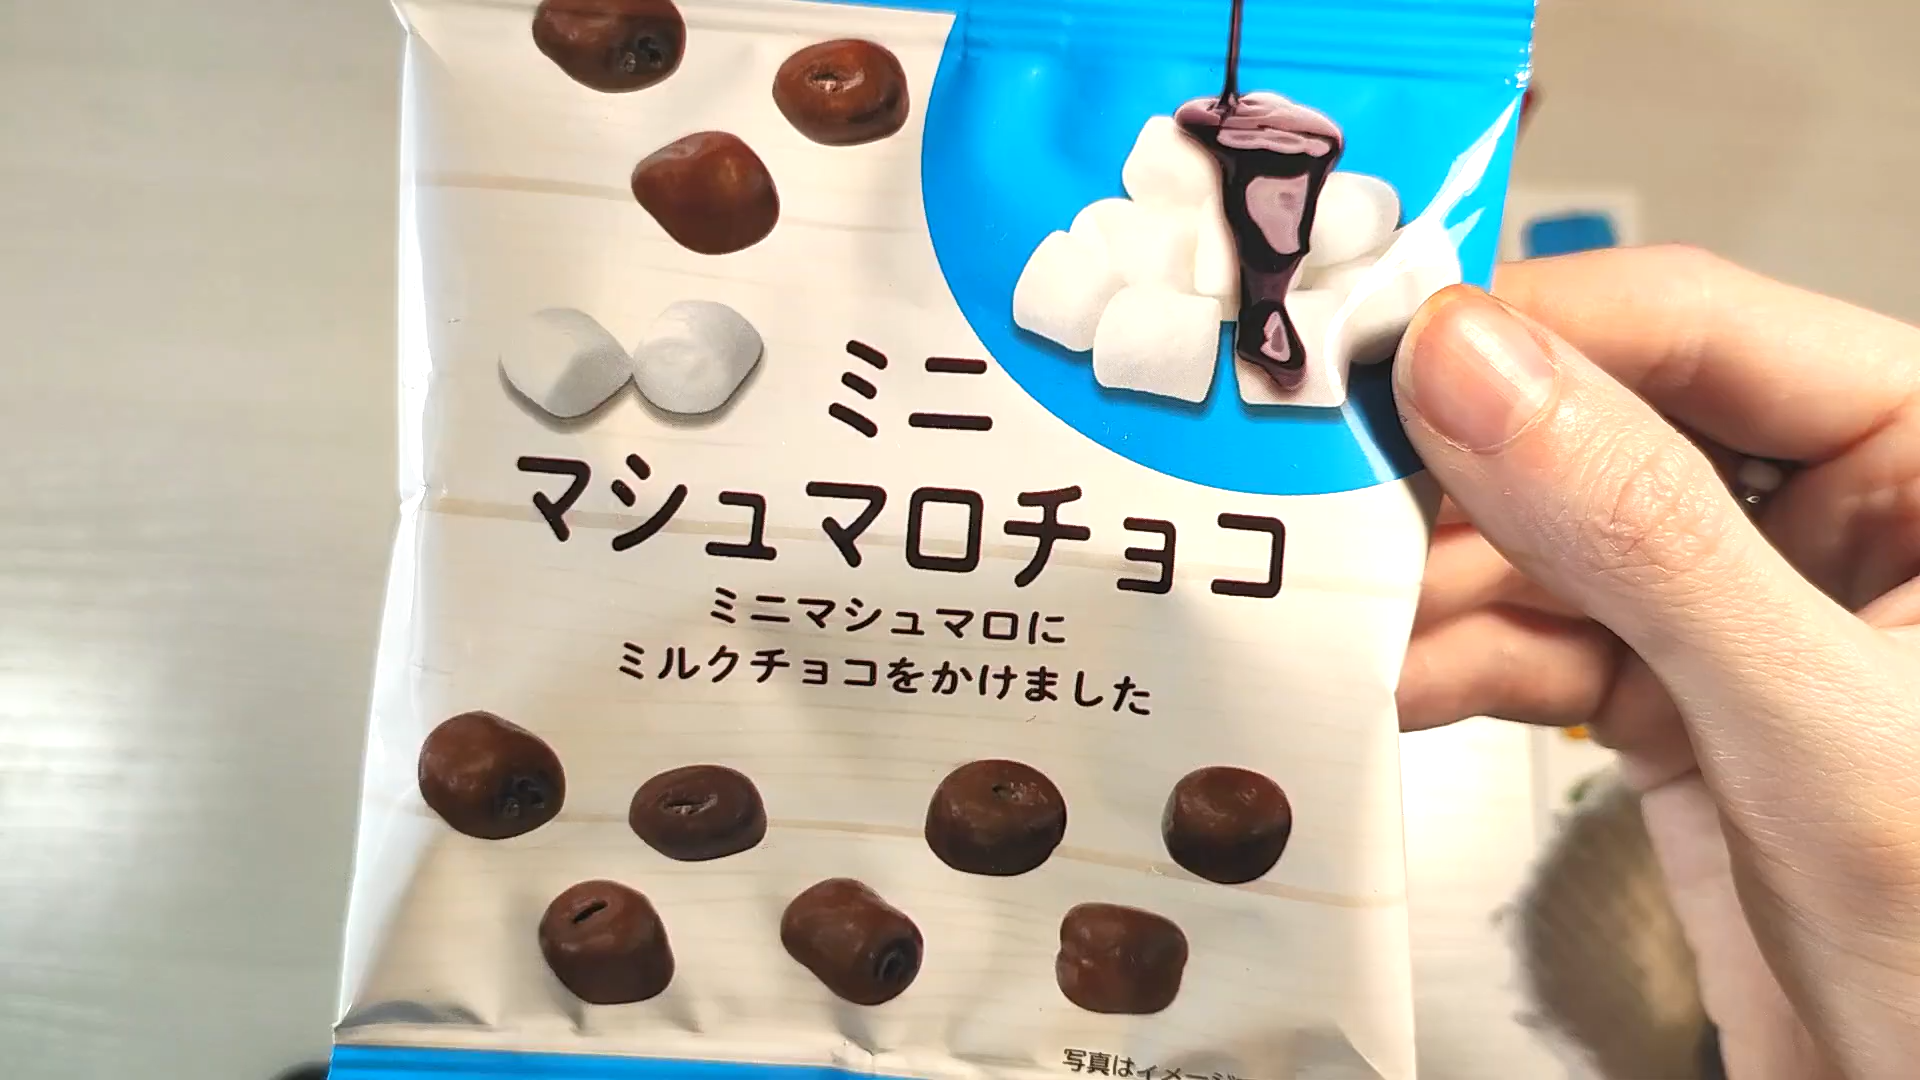 ミニ
マシュマロチョコ
ミニマシュマロに
ミルクチョコをかけました
写真はイメージ